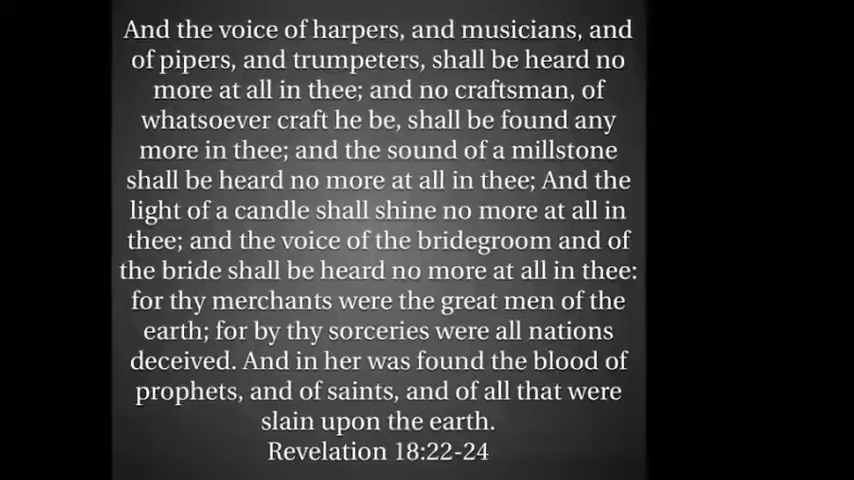 And the voice of harpers, and musicians, and
of pipers, and trumpeters, shall be heard no
more at all in thee; and no craftsman, of
whatsoever craft he be, shall be found any
more in thee; and the sound of a millstone
shall be heard no more at all in thee; And the
light of a candle shall shine no more at all in
thee; and the voice of the bridegroom and of
the bride shall be heard no more at all in thee:
for thy merchants were the great men of the
earth; for by thy sorceries were all nations
deceived. And in her was found the blood of
prophets, and of saints, and of all that were
slain upon the earth.
Revelation 18:22-24